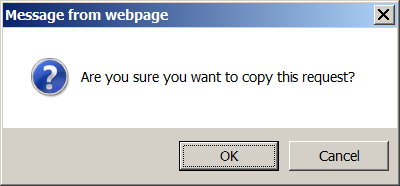 Message from webpage
Are you sure you want to copy this request?
OK
Cancel